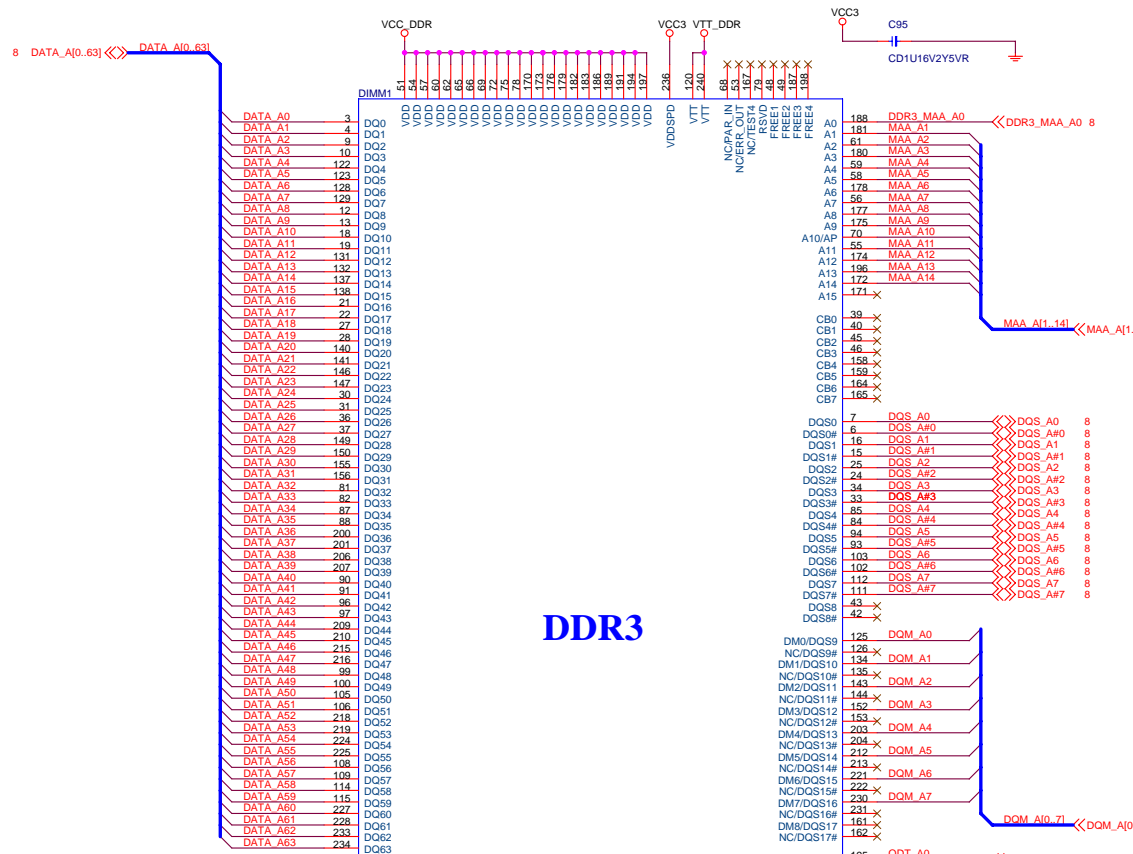 VCC_DDR
VCC3
VTT_DDR
VCC3
C95
CD1U16V2Y5VR
8 DATA_A[0..63]
DATA_A[0..63]
DIMM1
51 VDD
54 VDD
57 VDD
60 VDD
62 VDD
65 VDD
66 VDD
69 VDD
72 VDD
75 VDD
78 VDD
170 VDD
173 VDD
176 VDD
179 VDD
182 VDD
183 VDD
186 VDD
189 VDD
191 VDD
194 VDD
197 VDD
236 VDDSPD
120 VTT
240 VTT
68 NC/PAR_IN
53 NC/ERR_OUT
167 NC/TEST4
79 RSVD
48 FREE1
49 FREE2
187 FREE3
198 FREE4
DATA_A0 3 DQ0
DATA_A1 4 DQ1
DATA_A2 9 DQ2
DATA_A3 10 DQ3
DATA_A4 122 DQ4
DATA_A5 123 DQ5
DATA_A6 128 DQ6
DATA_A7 129 DQ7
DATA_A8 12 DQ8
DATA_A9 13 DQ9
DATA_A10 18 DQ10
DATA_A11 19 DQ11
DATA_A12 131 DQ12
DATA_A13 132 DQ13
DATA_A14 137 DQ14
DATA_A15 138 DQ15
DATA_A16 21 DQ16
DATA_A17 22 DQ17
DATA_A18 27 DQ18
DATA_A19 28 DQ19
DATA_A20 140 DQ20
DATA_A21 141 DQ21
DATA_A22 146 DQ22
DATA_A23 147 DQ23
DATA_A24 30 DQ24
DATA_A25 31 DQ25
DATA_A26 36 DQ26
DATA_A27 37 DQ27
DATA_A28 149 DQ28
DATA_A29 150 DQ29
DATA_A30 155 DQ30
DATA_A31 156 DQ31
DATA_A32 81 DQ32
DATA_A33 82 DQ33
DATA_A34 87 DQ34
DATA_A35 88 DQ35
DATA_A36 200 DQ36
DATA_A37 201 DQ37
DATA_A38 206 DQ38
DATA_A39 207 DQ39
DATA_A40 90 DQ40
DATA_A41 91 DQ41
DATA_A42 96 DQ42
DATA_A43 97 DQ43
DATA_A44 209 DQ44
DATA_A45 210 DQ45
DATA_A46 215 DQ46
DATA_A47 216 DQ47
DATA_A48 99 DQ48
DATA_A49 100 DQ49
DATA_A50 105 DQ50
DATA_A51 106 DQ51
DATA_A52 218 DQ52
DATA_A53 219 DQ53
DATA_A54 224 DQ54
DATA_A55 225 DQ55
DATA_A56 108 DQ56
DATA_A57 109 DQ57
DATA_A58 114 DQ58
DATA_A59 115 DQ59
DATA_A60 227 DQ60
DATA_A61 228 DQ61
DATA_A62 233 DQ62
DATA_A63 234 DQ63
DDR3
A0 188 DDR3_MAA_A0 DDR3_MAA_A0 8
A1 181 MAA_A1
A2 61 MAA_A2
A3 180 MAA_A3
A4 59 MAA_A4
A5 58 MAA_A5
A6 178 MAA_A6
A7 56 MAA_A7
A8 177 MAA_A8
A9 175 MAA_A9
A10/AP 70 MAA_A10
A11 55 MAA_A11
A12 174 MAA_A12
A13 196 MAA_A13
A14 172 MAA_A14
A15 171
MAA_A[1..14] MAA_A[1.
CB0 39
CB1 40
CB2 45
CB3 46
CB4 158
CB5 159
CB6 164
CB7 165
DQS0 7 DQS_A0 DQS_A0 8
DQS0# 6 DQS_A#0 DQS_A#0 8
DQS1 16 DQS_A1 DQS_A1 8
DQS1# 15 DQS_A#1 DQS_A#1 8
DQS2 25 DQS_A2 DQS_A2 8
DQS2# 24 DQS_A#2 DQS_A#2 8
DQS3 34 DQS_A3 DQS_A3 8
DQS3# 33 DQS_A#3 DQS_A#3 8
DQS4 85 DQS_A4 DQS_A4 8
DQS4# 84 DQS_A#4 DQS_A#4 8
DQS5 94 DQS_A5 DQS_A5 8
DQS5# 93 DQS_A#5 DQS_A#5 8
DQS6 103 DQS_A6 DQS_A6 8
DQS6# 102 DQS_A#6 DQS_A#6 8
DQS7 112 DQS_A7 DQS_A7 8
DQS7# 111 DQS_A#7 DQS_A#7 8
DQS8 43
DQS8# 42
DM0/DQS9 125 DQM_A0
NC/DQS9# 126
DM1/DQS10 134 DQM_A1
NC/DQS10# 135
DM2/DQS11 143 DQM_A2
NC/DQS11# 144
DM3/DQS12 152 DQM_A3
NC/DQS12# 153
DM4/DQS13 203 DQM_A4
NC/DQS13# 204
DM5/DQS14 212 DQM_A5
NC/DQS14# 213
DM6/DQS15 221 DQM_A6
NC/DQS15# 222
DM7/DQS16 230 DQM_A7
NC/DQS16# 231
DM8/DQS17 161
NC/DQS17# 162
DQM_A[0..7] DQM_A[0